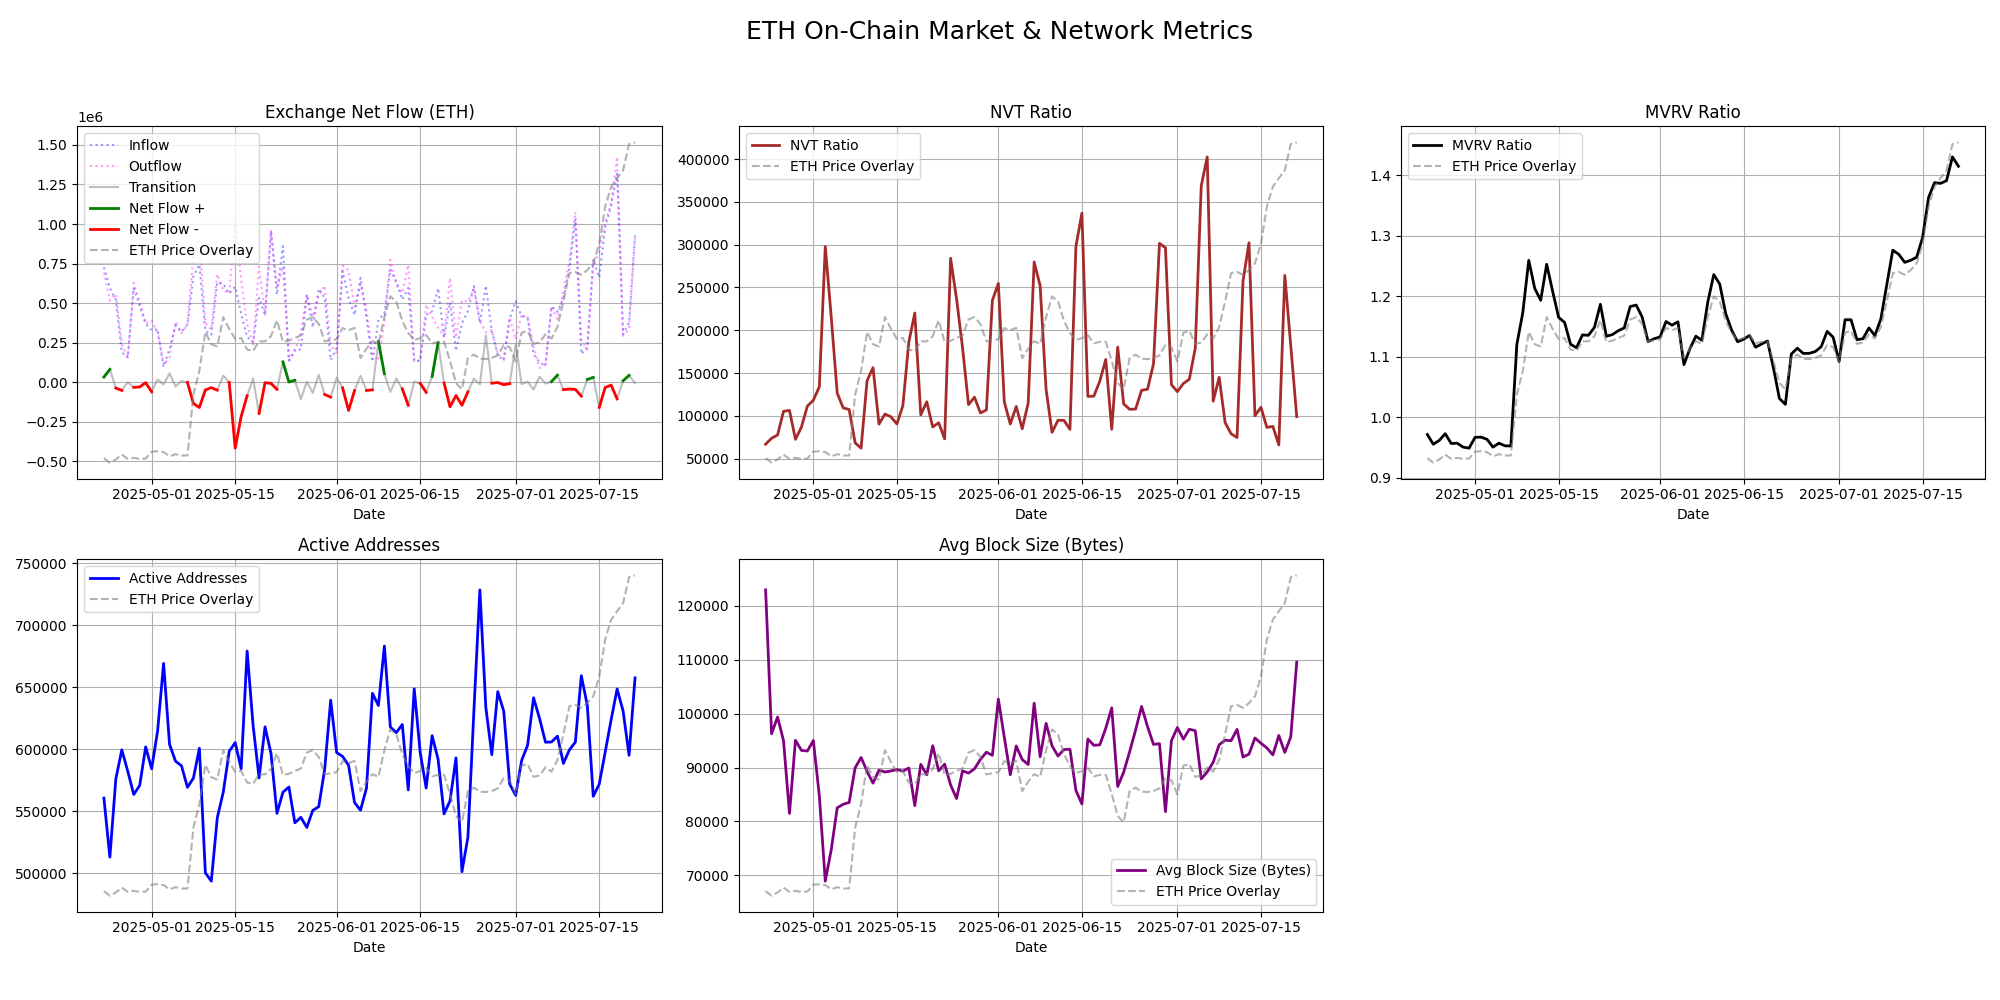 ETH On-Chain Market & Network Metrics
Exchange Net Flow (ETH)
1e6
1.50
1.25
1.00
0.75
0.50
0.25
0.00
−0.25
−0.50
Inflow
Outflow
Transition
Net Flow +
Net Flow -
ETH Price Overlay
2025-05-01 2025-05-15 2025-06-01 2025-06-15 2025-07-01 2025-07-15
Date
NVT Ratio
400000
350000
300000
250000
200000
150000
100000
50000
NVT Ratio
ETH Price Overlay
2025-05-01 2025-05-15 2025-06-01 2025-06-15 2025-07-01 2025-07-15
Date
MVRV Ratio
1.4
1.3
1.2
1.1
1.0
0.9
MVRV Ratio
ETH Price Overlay
2025-05-01 2025-05-15 2025-06-01 2025-06-15 2025-07-01 2025-07-15
Date
Active Addresses
750000
700000
650000
600000
550000
500000
Active Addresses
ETH Price Overlay
2025-05-01 2025-05-15 2025-06-01 2025-06-15 2025-07-01 2025-07-15
Date
Avg Block Size (Bytes)
120000
110000
100000
90000
80000
70000
Avg Block Size (Bytes)
ETH Price Overlay
2025-05-01 2025-05-15 2025-06-01 2025-06-15 2025-07-01 2025-07-15
Date